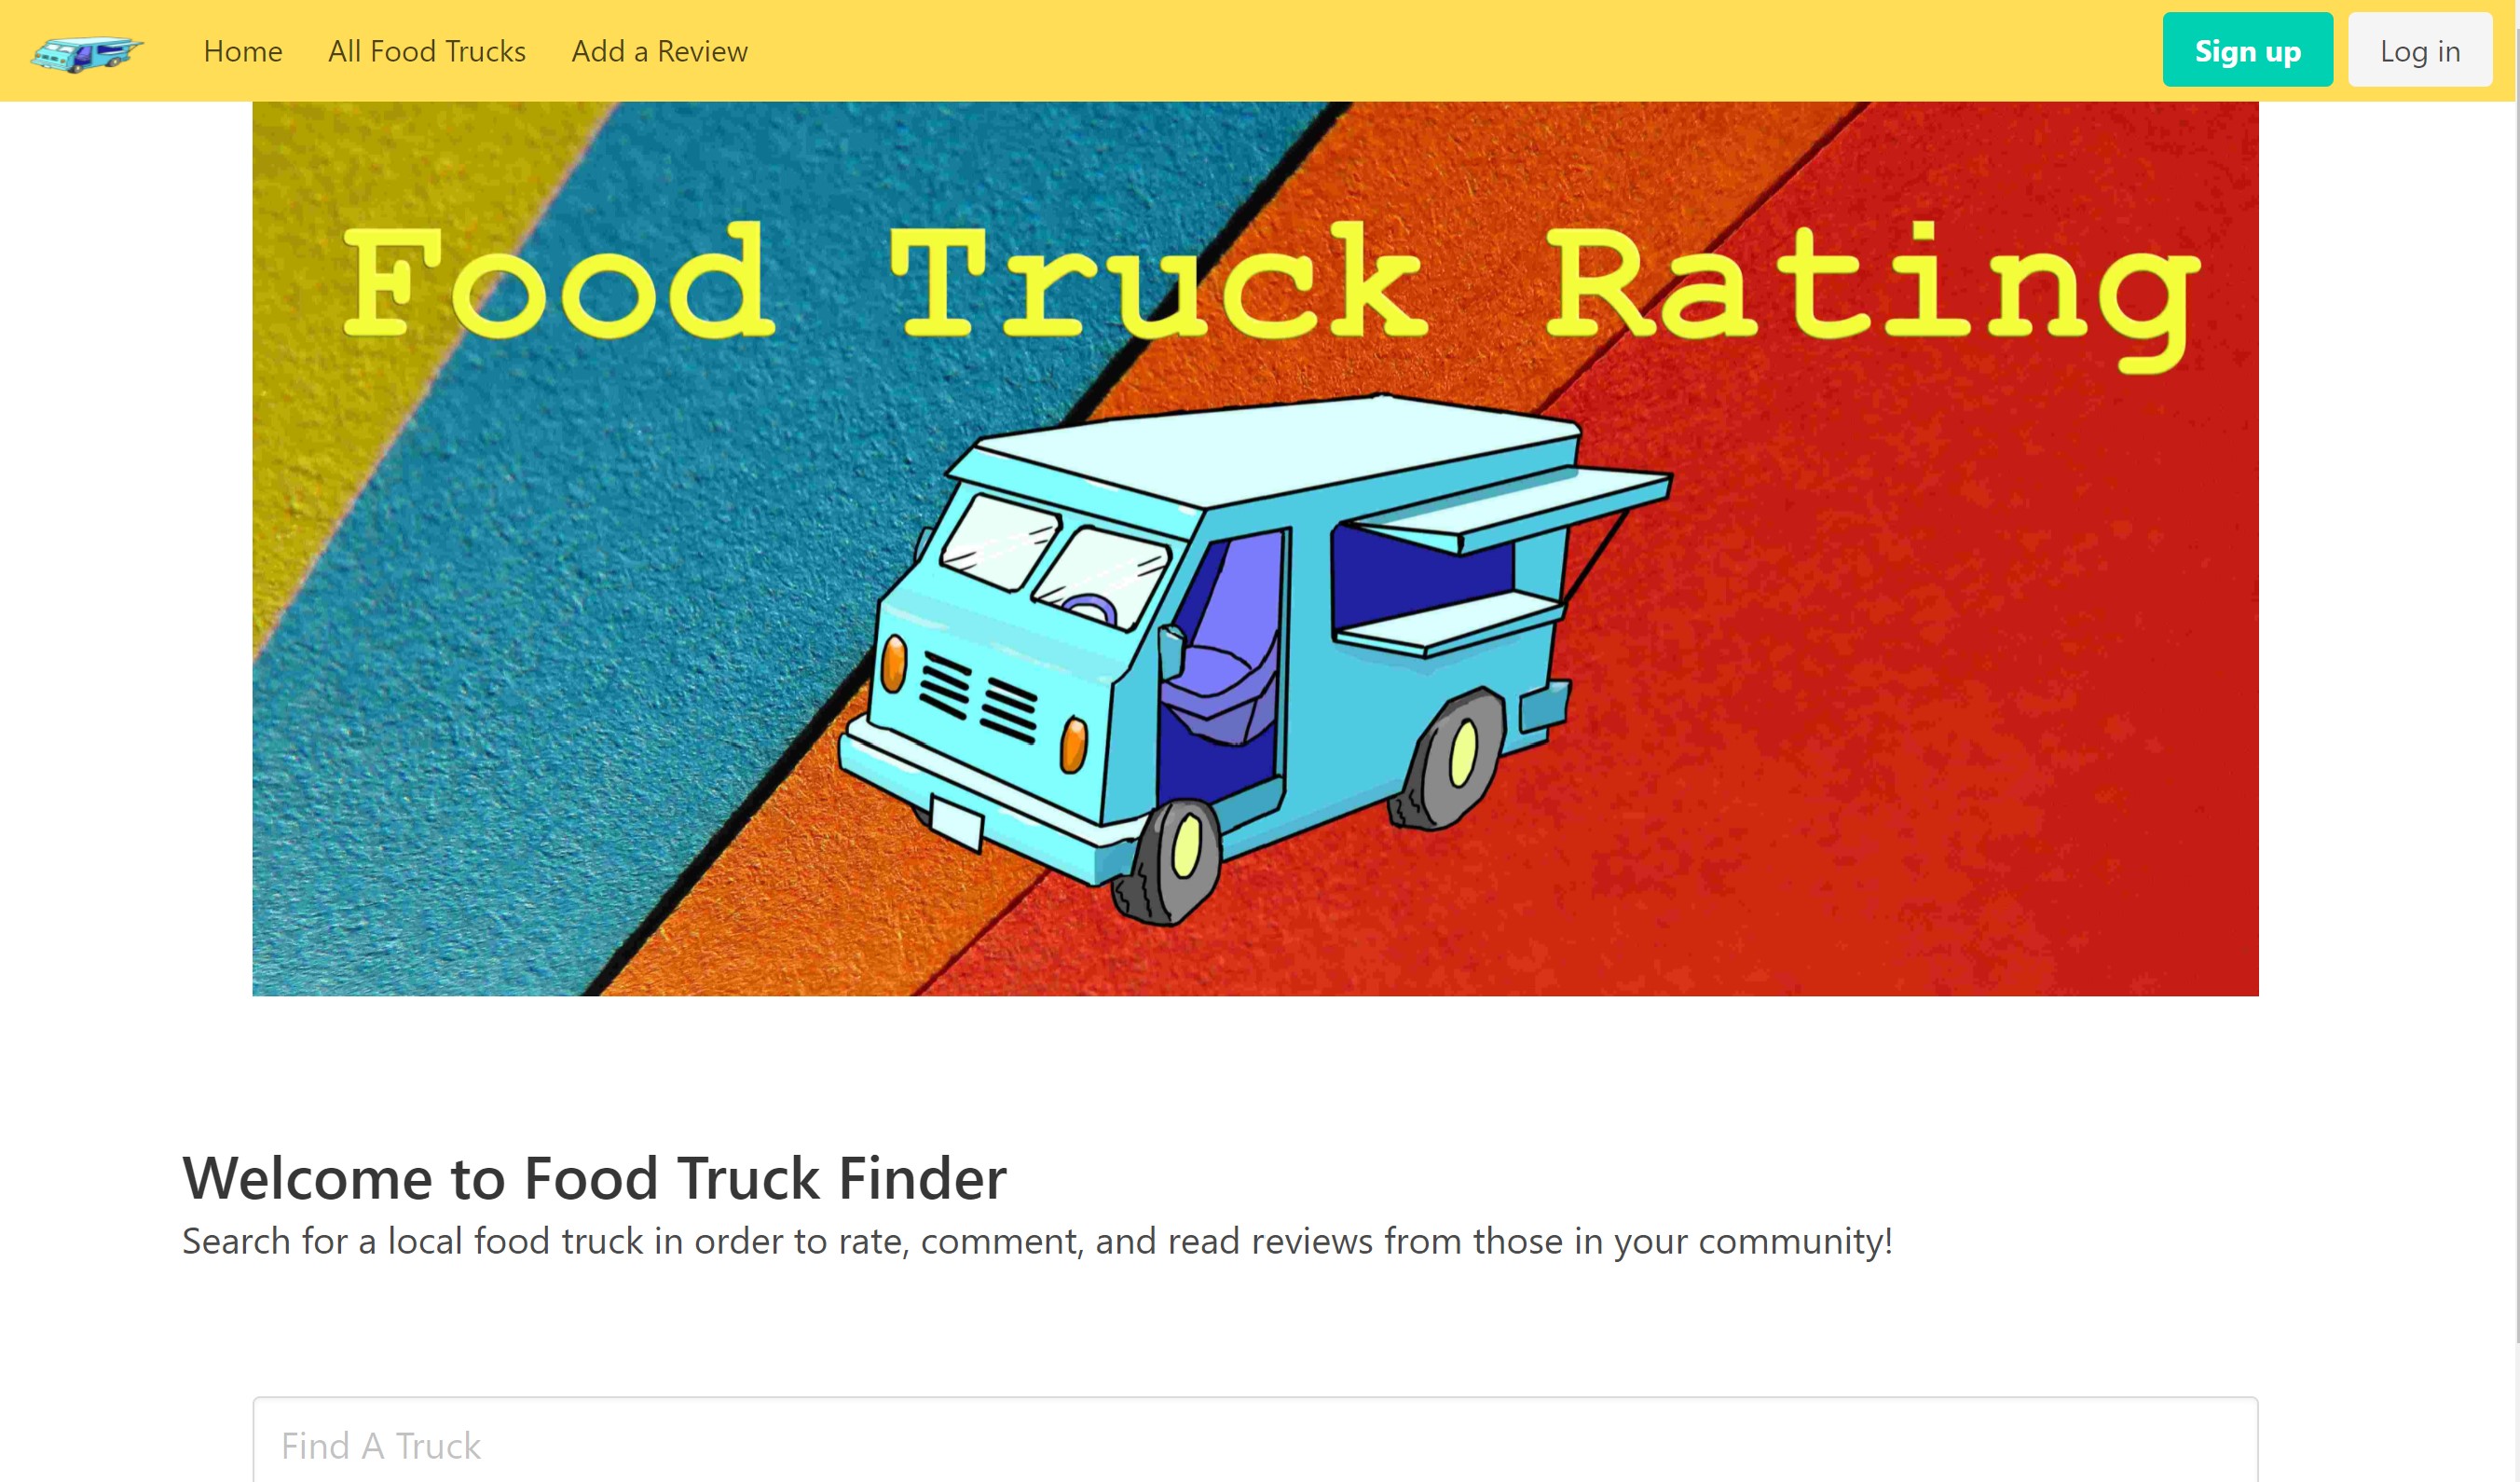 Home All Food Trucks Add a Review Sign up Log in
Food Truck Rating
Welcome to Food Truck Finder
Search for a local food truck in order to rate, comment, and read reviews from those in your community!
Find A Truck